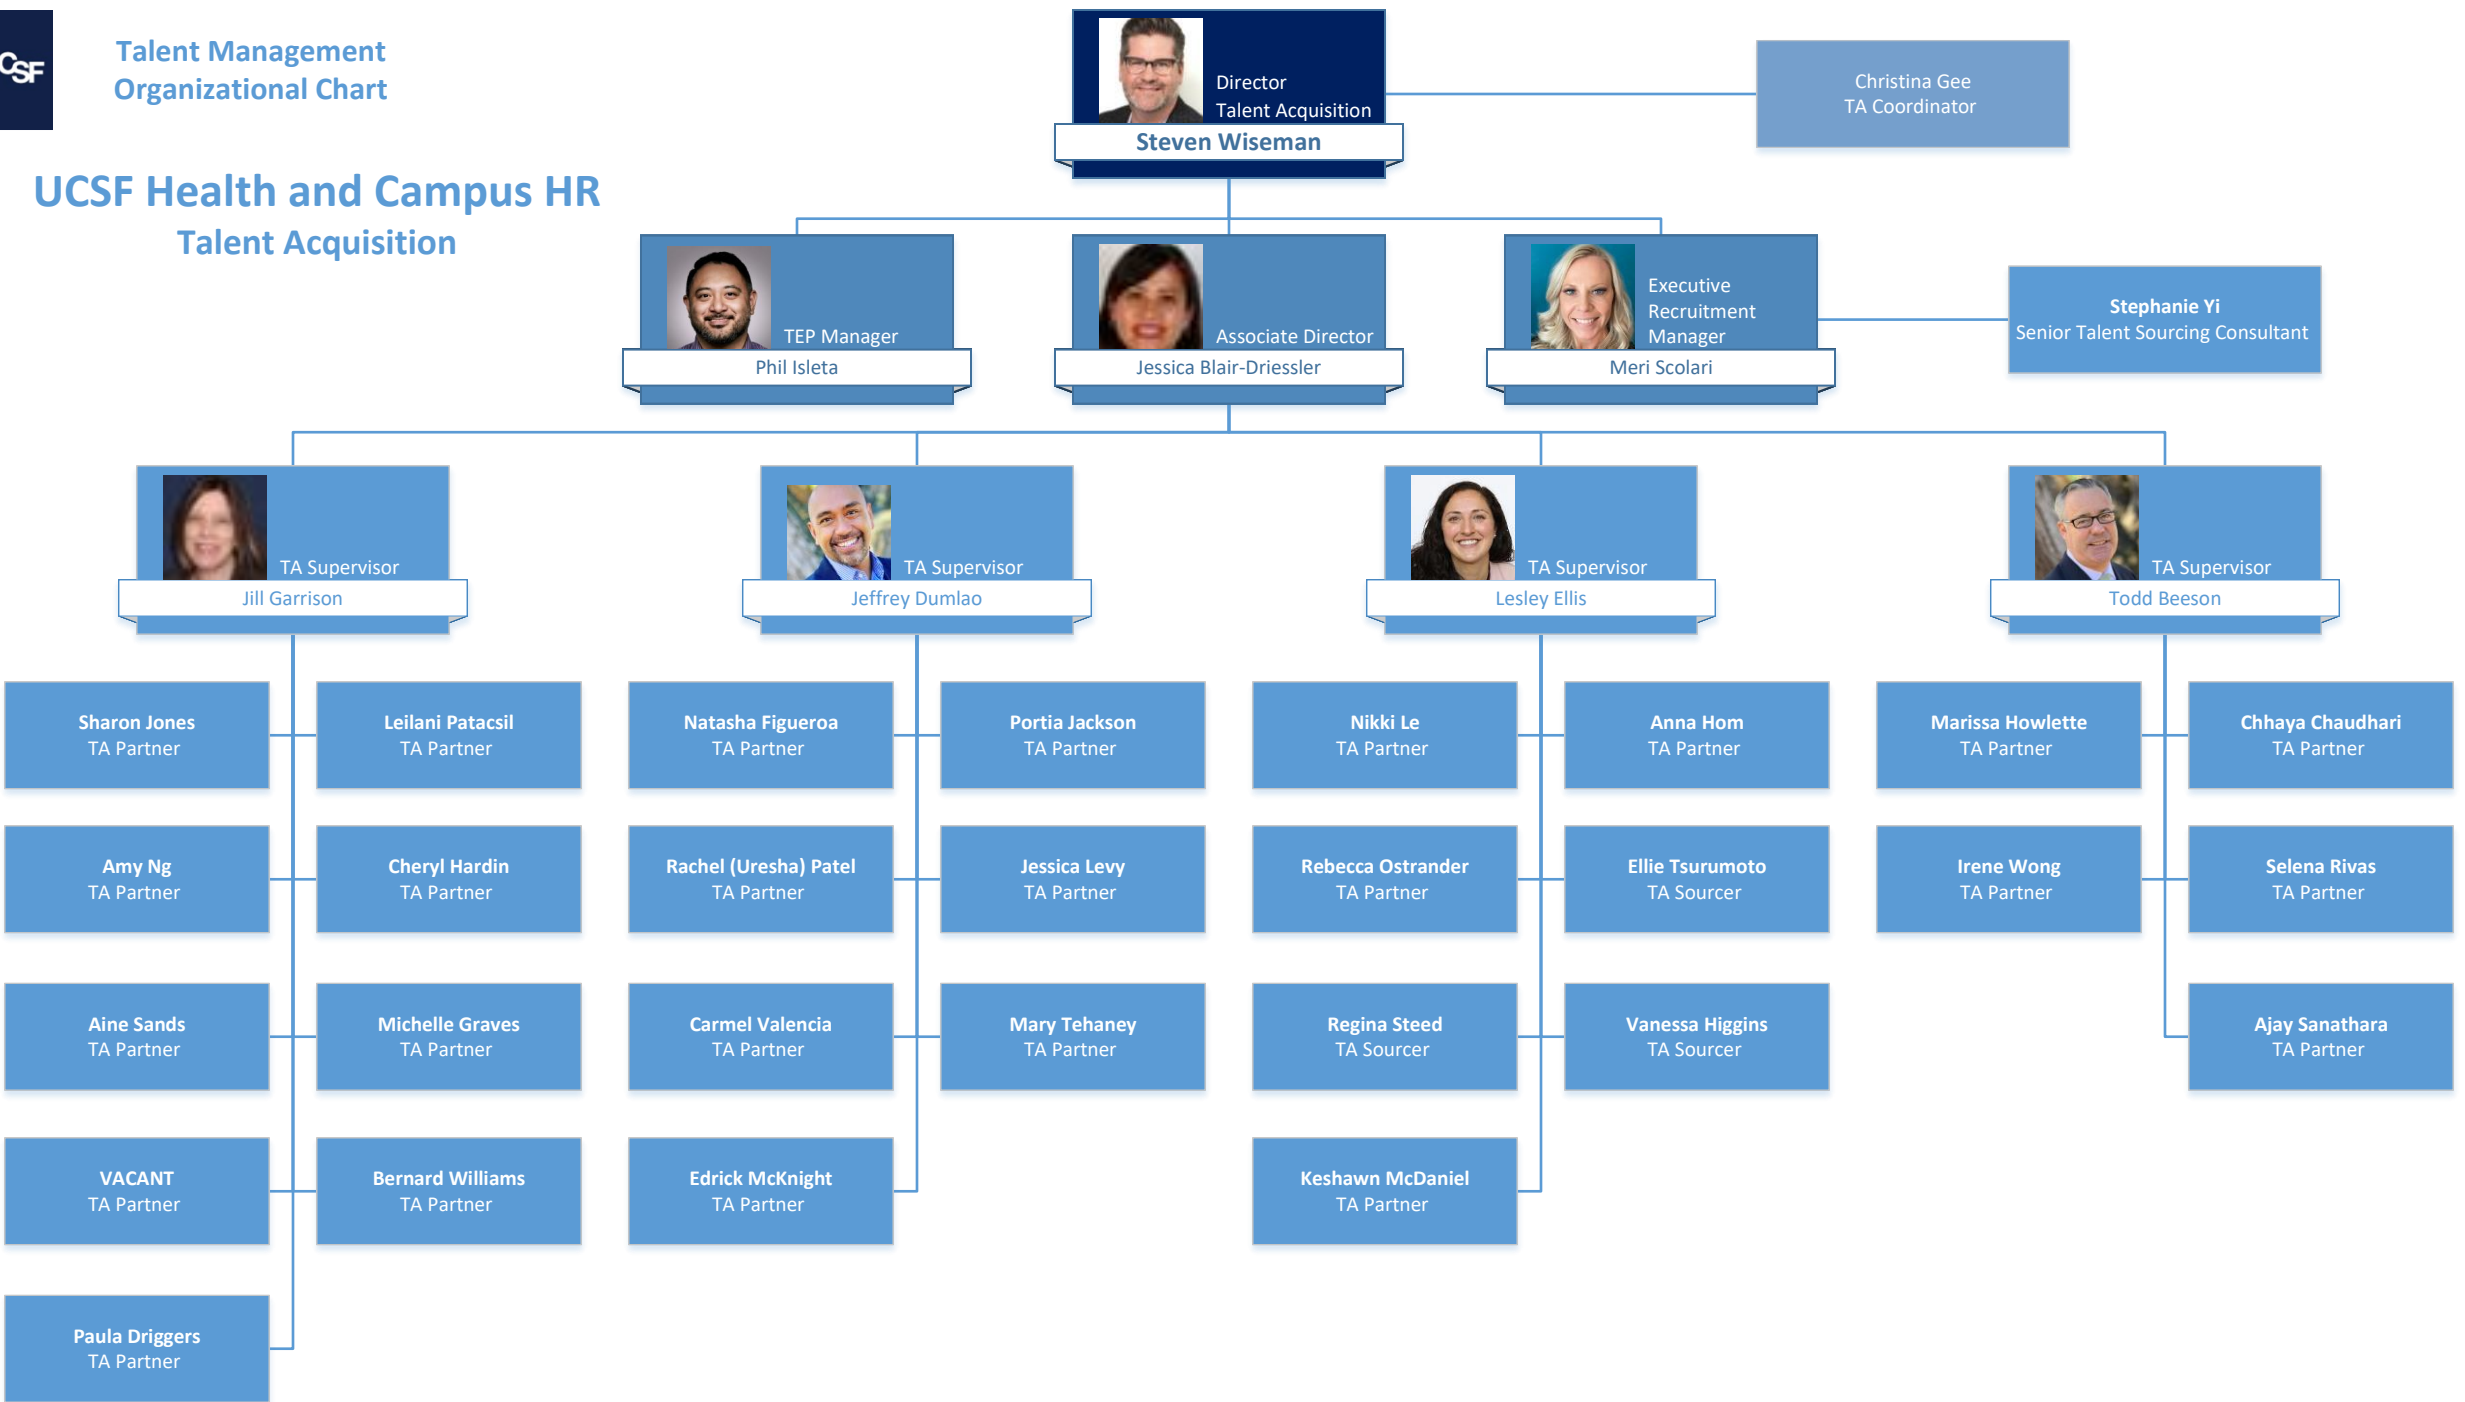 CSF
Talent Management
Organizational Chart
UCSF Health and Campus HR
Talent Acquisition
Director
Talent Acquisition
Steven Wiseman
Christina Gee
TA Coordinator
TEP Manager
Phil Isleta
Associate Director
Jessica Blair-Driessler
Executive
Recruitment
Manager
Meri Scolari
Stephanie Yi
Senior Talent Sourcing Consultant
TA Supervisor
Jill Garrison
TA Supervisor
Jeffrey Dumlao
TA Supervisor
Lesley Ellis
TA Supervisor
Todd Beeson
Sharon Jones
TA Partner
Leilani Patacsil
TA Partner
Natasha Figueroa
TA Partner
Portia Jackson
TA Partner
Nikki Le
TA Partner
Anna Hom
TA Partner
Marissa Howlette
TA Partner
Chhaya Chaudhari
TA Partner
Amy Ng
TA Partner
Cheryl Hardin
TA Partner
Rachel (Uresha) Patel
TA Partner
Jessica Levy
TA Partner
Rebecca Ostrander
TA Partner
Ellie Tsurumoto
TA Sourcer
Irene Wong
TA Partner
Selena Rivas
TA Partner
Aine Sands
TA Partner
Michelle Graves
TA Partner
Carmel Valencia
TA Partner
Mary Tehaney
TA Partner
Regina Steed
TA Sourcer
Vanessa Higgins
TA Sourcer
Ajay Sanathara
TA Partner
VACANT
TA Partner
Bernard Williams
TA Partner
Edrick McKnight
TA Partner
Keshawn McDaniel
TA Partner
Paula Driggers
TA Partner